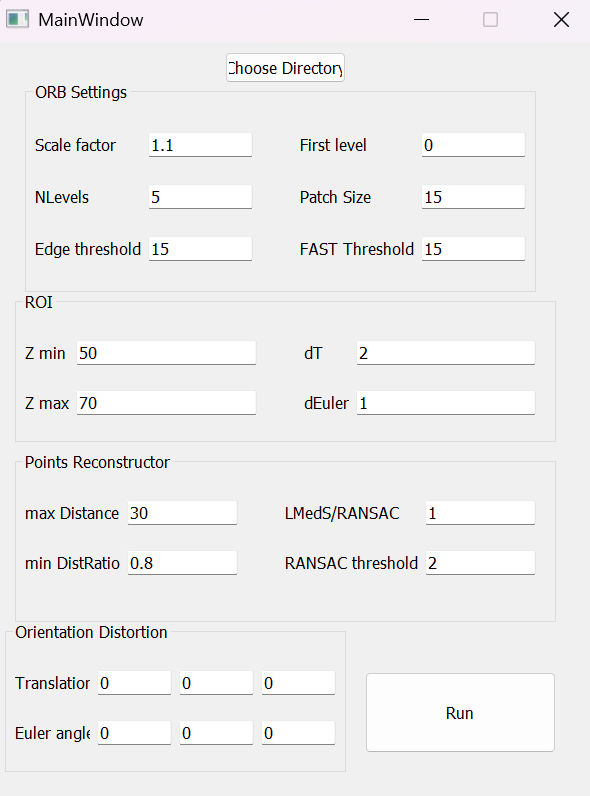 MainWindow
Choose Directory
ORB Settings
Scale factor 1.1 First level 0
NLevels 5 Patch Size 15
Edge threshold 15 FAST Threshold 15
ROI
Z min 50 dT 2
Z max 70 dEuler 1
Points Reconstructor
max Distance 30 LMedS/RANSAC 1
min DistRatio 0.8 RANSAC threshold 2
Orientation Distortion
Translation 0 0 0
Euler angle 0 0 0
Run